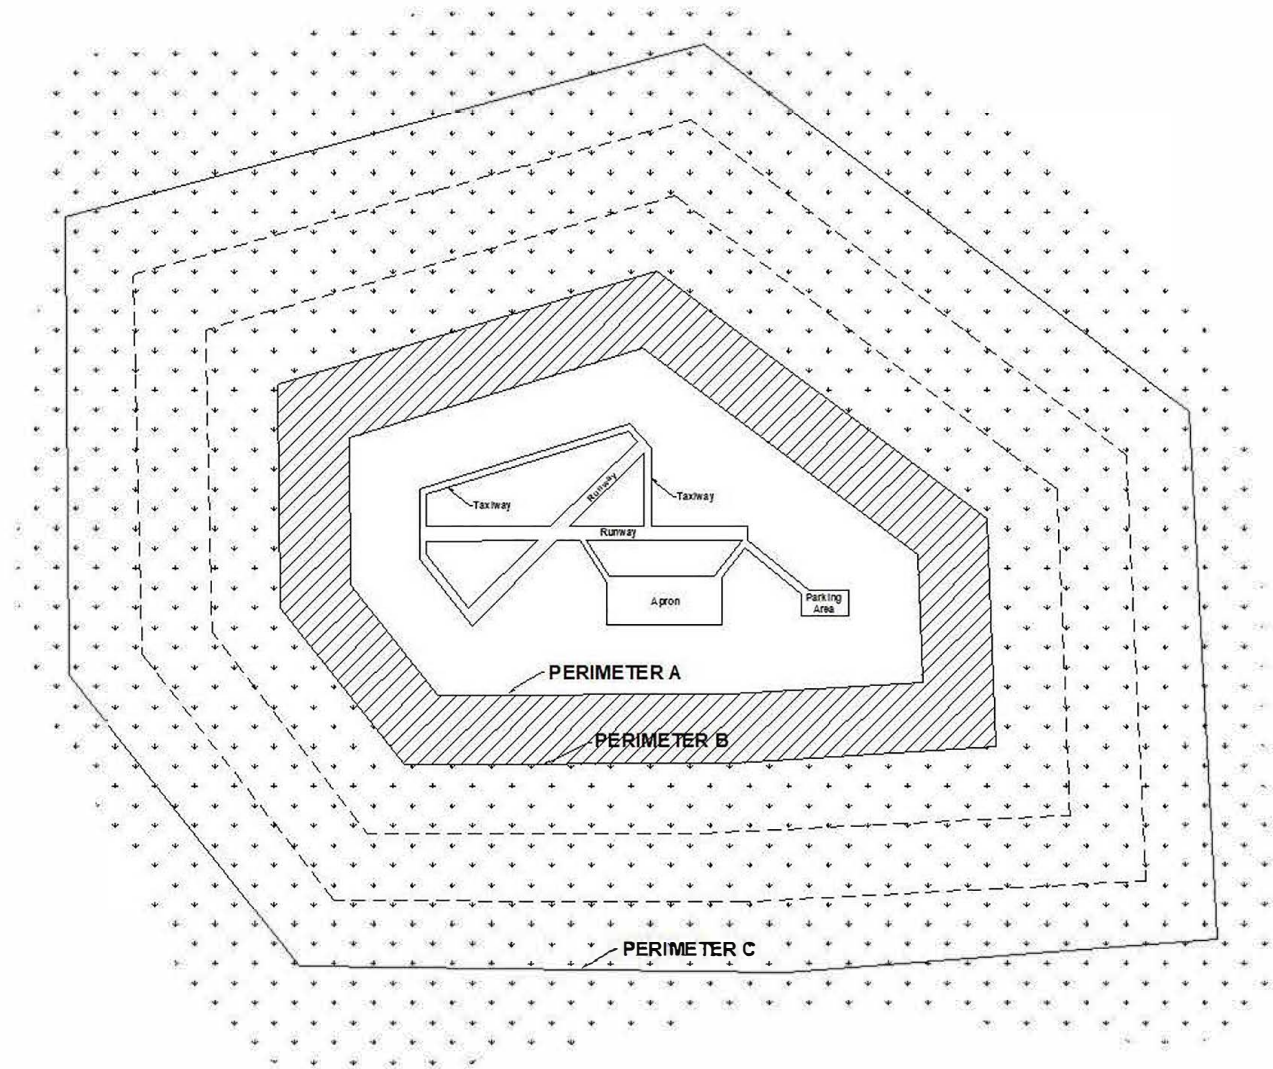 Runway
Taxiway
Taxiway
Runway
Apron
Parking
Area
PERIMETER A
PERIMETER B
PERIMETER C